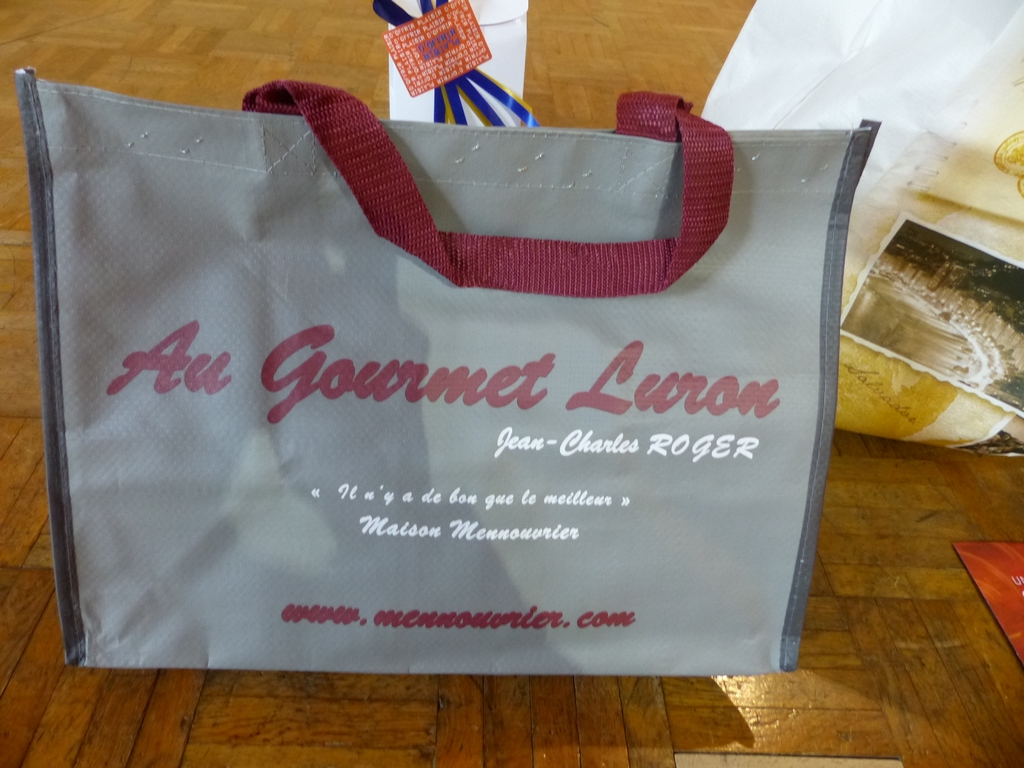 Au Gourmet Luron
Jean-Charles ROGER
« Il n'y a de bon que le meilleur »
Maison Mennouvrier
www.mennouvrier.com